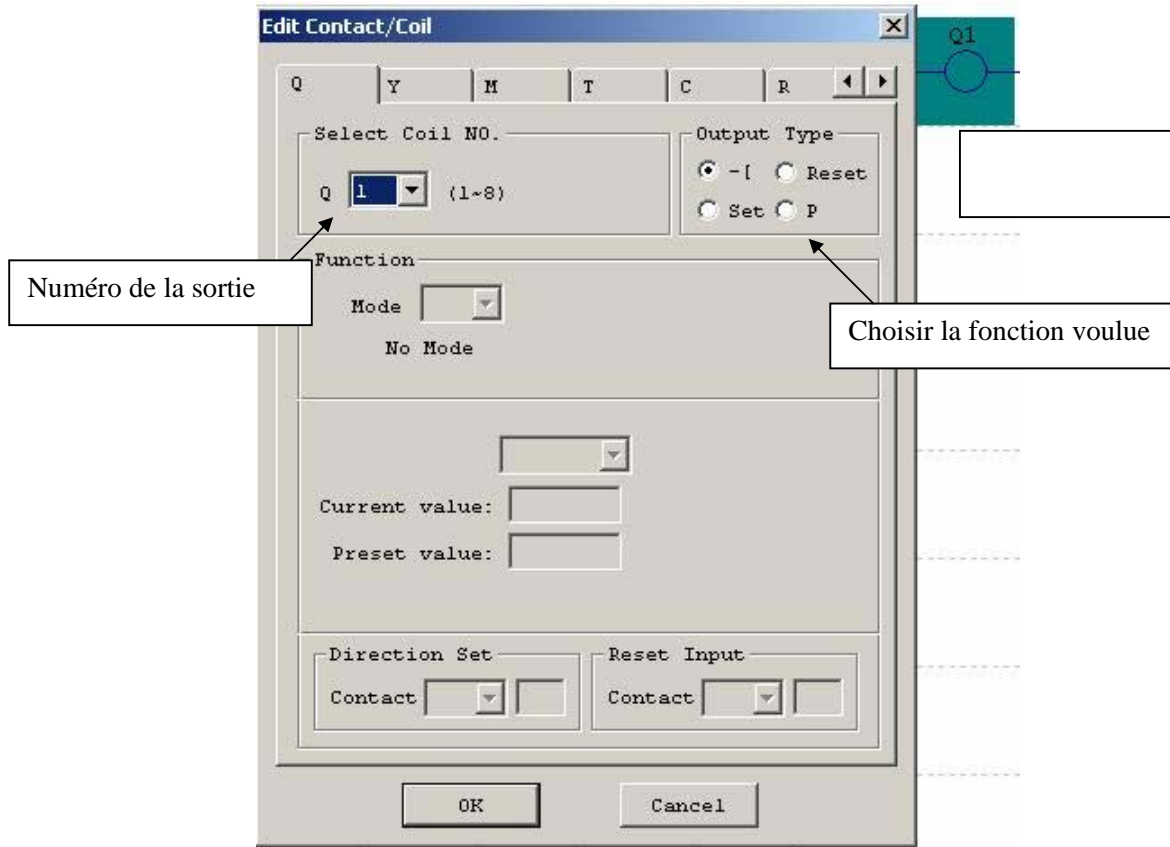 Edit Contact/Coil
Q1
Q Y M T C R
Select Coil NO.
Output Type
Q 1 (1~8)
-[ Reset
Set P
Numéro de la sortie
Choisir la fonction voulue
Function
Mode
No Mode
Current value:
Preset value:
Direction Set
Contact
Reset Input
Contact
OK Cancel